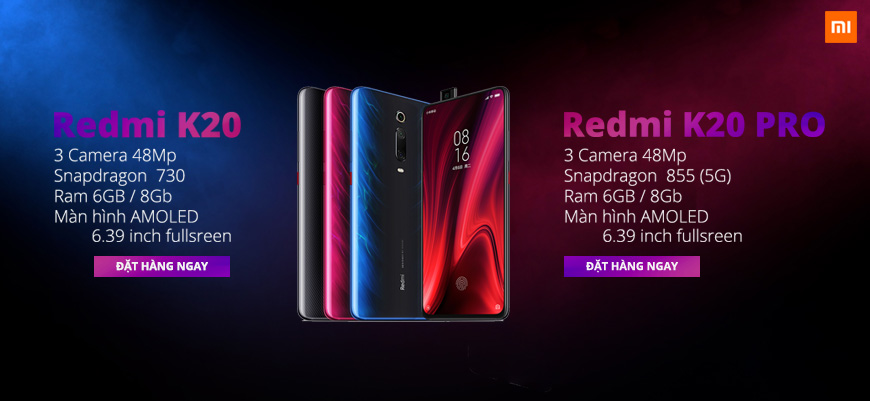 mi
Redmi K20
3 Camera 48Mp
Snapdragon 730
Ram 6GB / 8Gb
Màn hình AMOLED
6.39 inch fullsreen
ĐẶT HÀNG NGAY
Redmi
08
16
Redmi K20 PRO
3 Camera 48Mp
Snapdragon 855 (5G)
Ram 6GB / 8Gb
Màn hình AMOLED
6.39 inch fullsreen
ĐẶT HÀNG NGAY